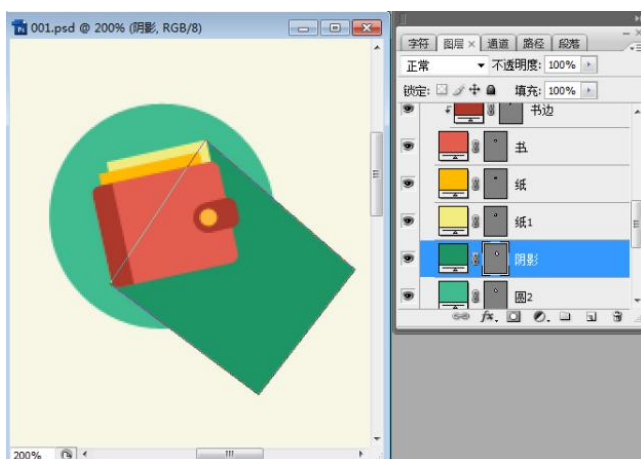 001.psd @ 200% (阴影, RGB/8)
200%
字符 图层 × 通道 路径 段落
正常 不透明度: 100%
锁定: 填充: 100%
书边
书
纸
纸1
阴影
圆2
fx.